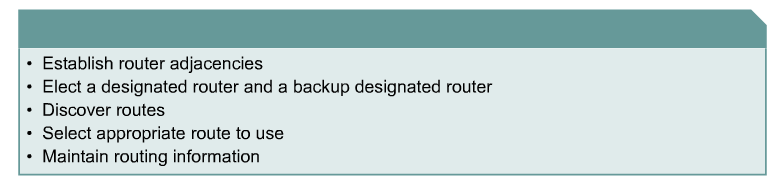 • Establish router adjacencies
• Elect a designated router and a backup designated router
• Discover routes
• Select appropriate route to use
• Maintain routing information